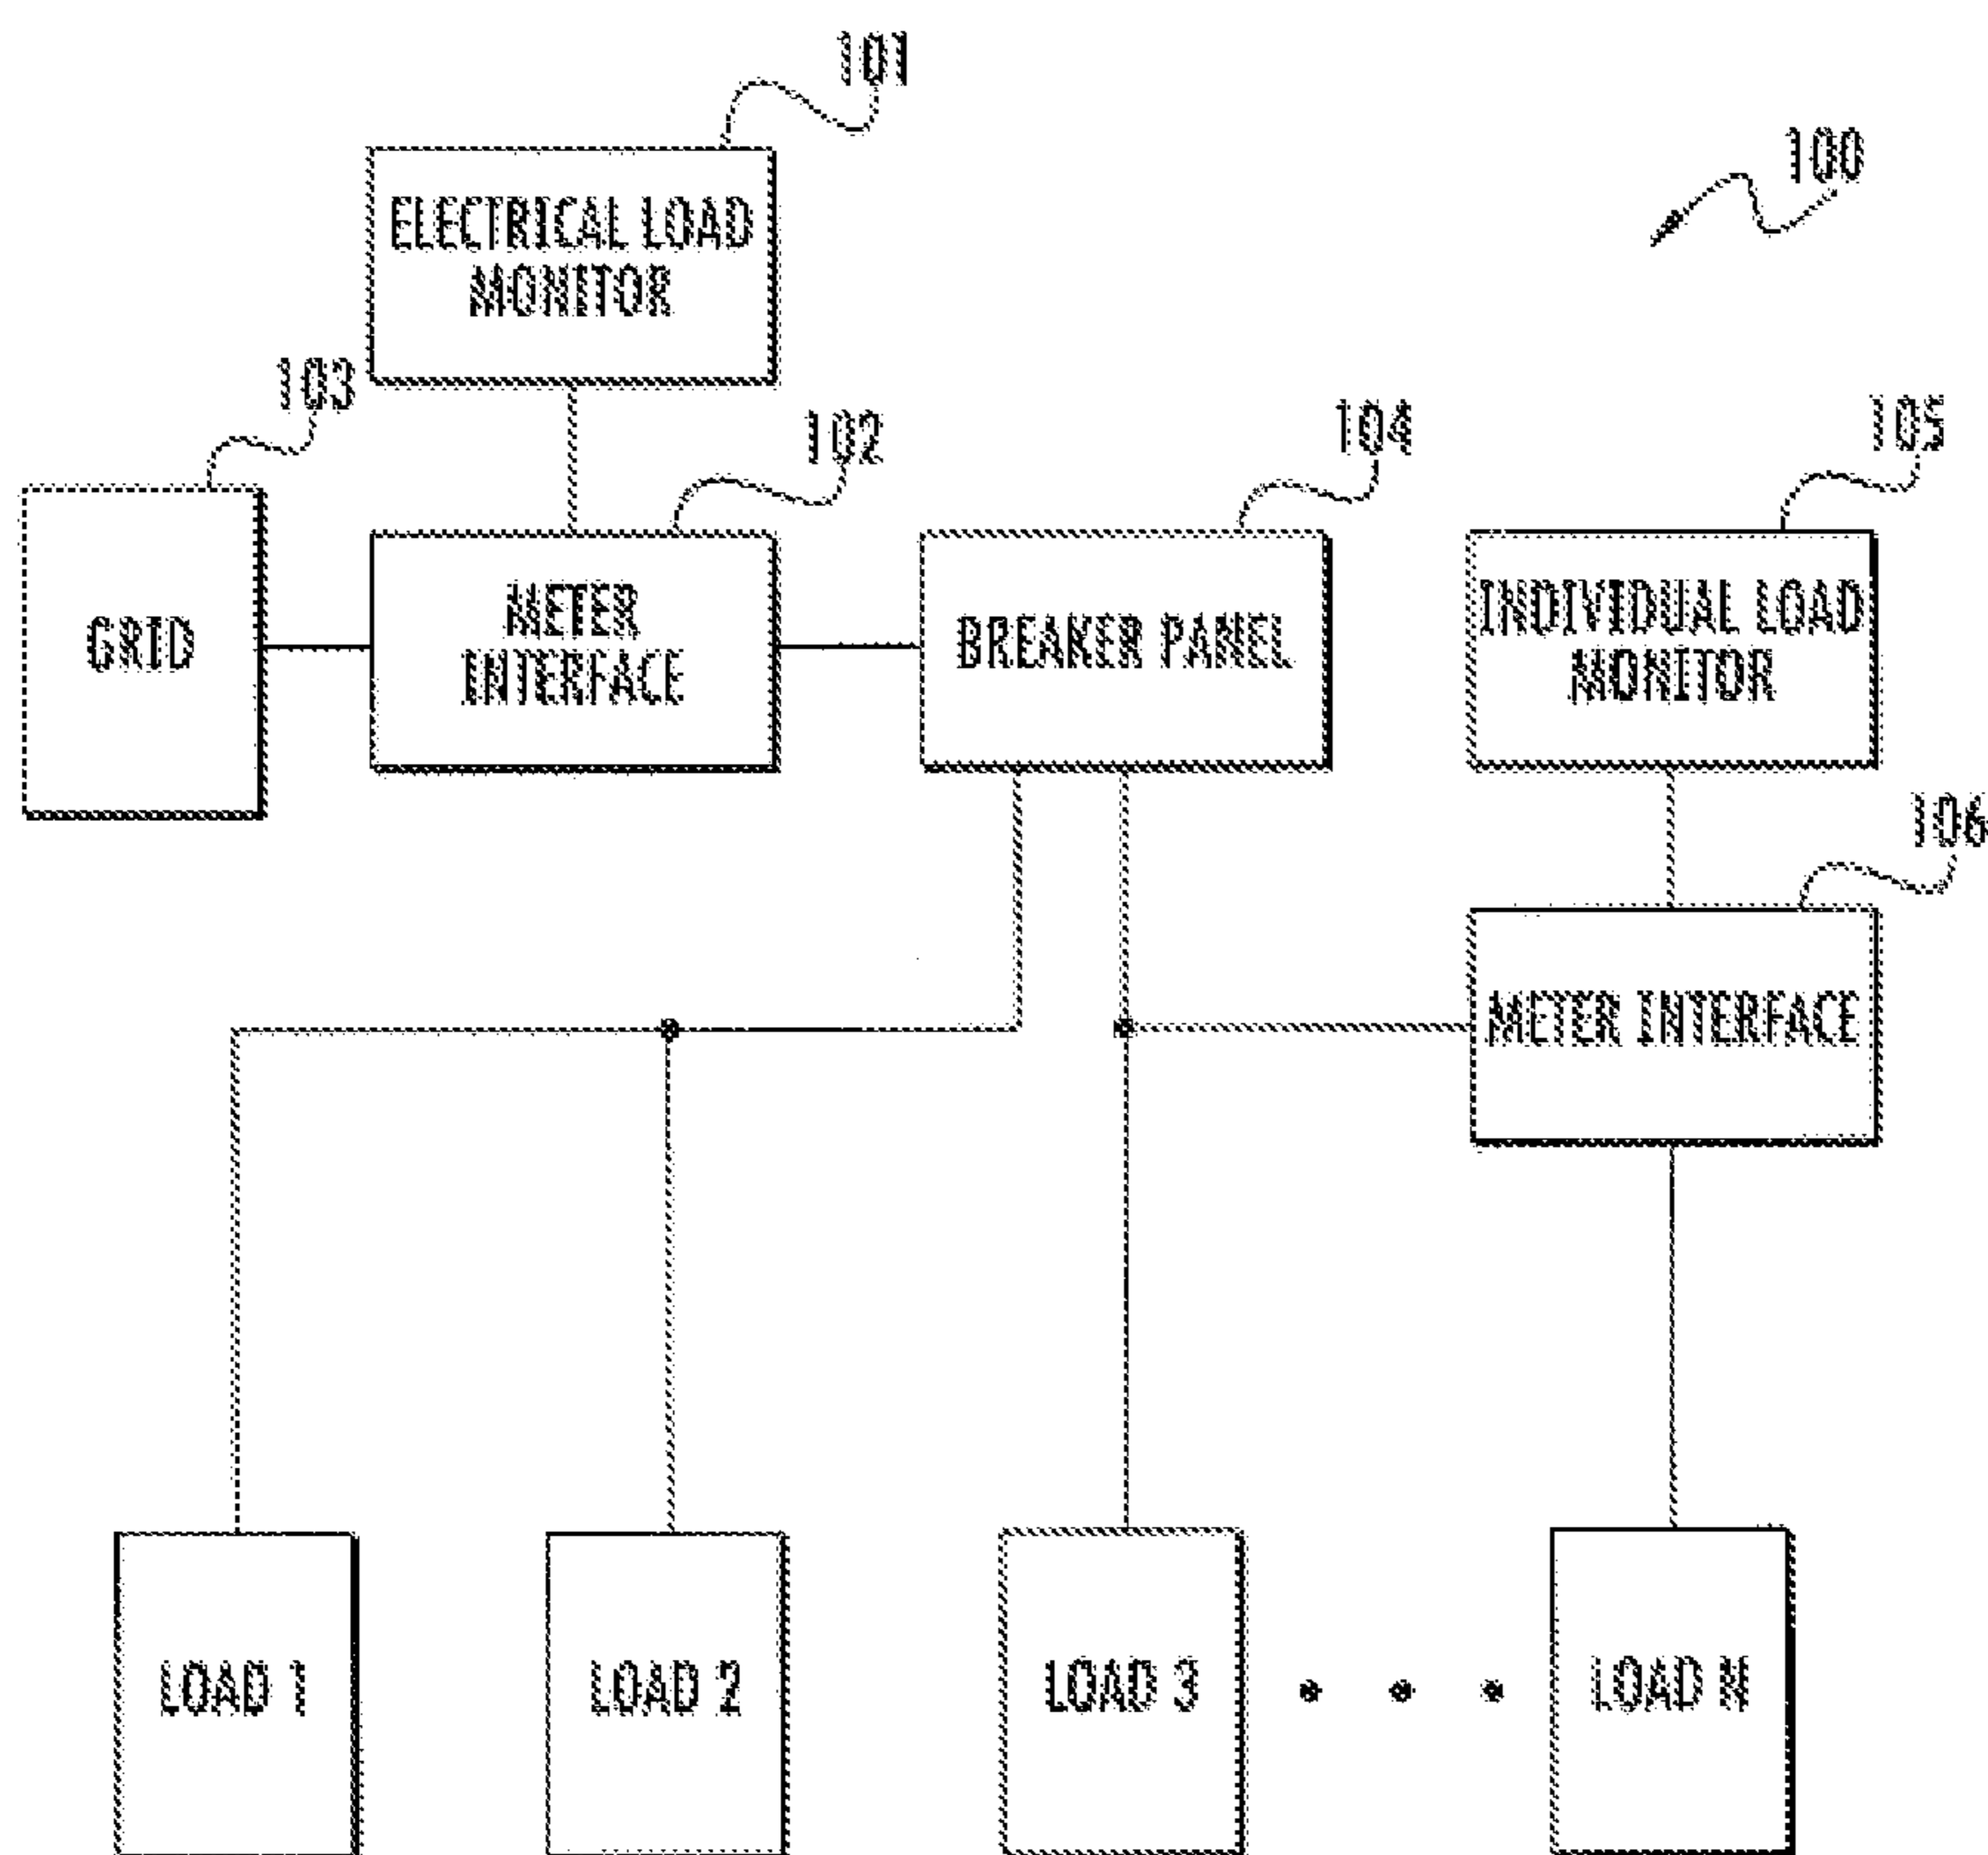 101
100
ELECTRICAL LOAD
MONITOR
103
102
104
105
GRID
METER
INTERFACE
BREAKER PANEL
INDIVIDUAL LOAD
MONITOR
106
METER INTERFACE
LOAD 1
LOAD 2
LOAD 3
LOAD N